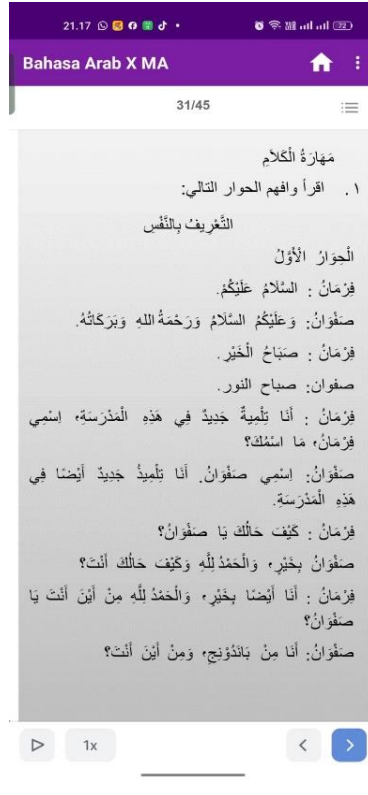 21.17
72
Bahasa Arab X MA
31/45
مَهَارَةُ الْكَلاَمِ
١. اقرأ وافهم الحوار التالي:
التَّعْرِيفُ بِالنَّفْسِ
الْحِوَارُ الْأَوَّلُ
فِرْمَانُ : السَّلَامُ عَلَيْكُمْ.
صَفْوَانُ: وَعَلَيْكُمُ السَّلَامُ وَرَحْمَةُ اللهِ وَبَرَكَاتُهُ.
فِرْمَانُ : صَبَاحُ الْخَيْرِ.
صفوان: صباح النور.
فِرْمَانُ : أَنَا تِلْمِيذٌ جَدِيدٌ فِي هَذِهِ الْمَدْرَسَةِ، اِسْمِي
فِرْمَانُ، مَا اسْمُكَ؟
صَفْوَانُ: اِسْمِي صَفْوَانُ. أَنَا تِلْمِيذٌ جَدِيدٌ أَيْضًا فِي
هَذِهِ الْمَدْرَسَةِ.
فِرْمَانُ : كَيْفَ حَالُكَ يَا صَفْوَانُ؟
صَفْوَانُ بِخَيْرٍ، وَالْحَمْدُ لِلَّهِ وَكَيْفَ حَالُكَ أَنْتَ؟
فِرْمَانُ : أَنَا أَيْضًا بِخَيْرٍ، وَالْحَمْدُ لِلَّهِ مِنْ أَيْنَ أَنْتَ يَا
صَفْوَانُ؟
صَفْوَانُ: أَنَا مِنْ بَانْدُوْنِج، وَمِنْ أَيْنَ أَنْتَ؟
1x